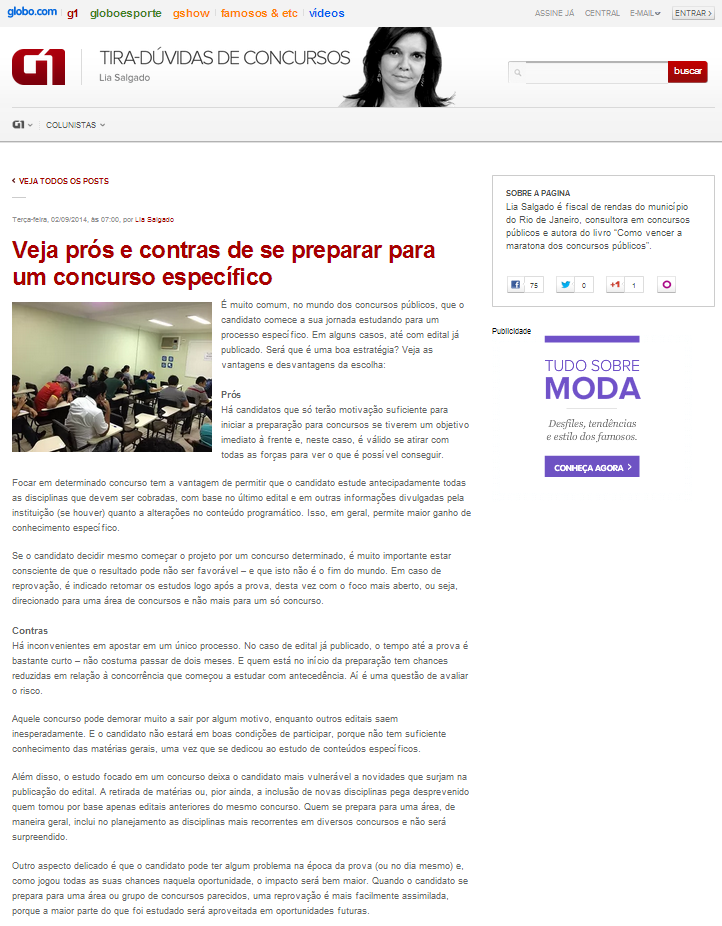 globo.com g1 globoesporte gshow famosos & etc vídeos ASSINE JÁ CENTRAL E-MAIL ENTRAR
G1
TIRA-DÚVIDAS DE CONCURSOS
Lia Salgado
buscar
G1 COLUNISTAS
VEJA TODOS OS POSTS
Terça-feira, 02/09/2014, às 07:00, por Lia Salgado
Veja prós e contras de se preparar para
um concurso específico
É muito comum, no mundo dos concursos públicos, que o
candidato comece a sua jornada estudando para um
processo específico. Em alguns casos, até com edital já
publicado. Será que é uma boa estratégia? Veja as
vantagens e desvantagens da escolha:
Prós
Há candidatos que só terão motivação suficiente para
iniciar a preparação para concursos se tiverem um objetivo
imediato à frente e, neste caso, é válido se atirar com
todas as forças para ver o que é possível conseguir.
Focar em determinado concurso tem a vantagem de permitir que o candidato estude antecipadamente todas
as disciplinas que devem ser cobradas, com base no último edital e em outras informações divulgadas pela
instituição (se houver) quanto a alterações no conteúdo programático. Isso, em geral, permite maior ganho de
conhecimento específico.
Se o candidato decidir mesmo começar o projeto por um concurso determinado, é muito importante estar
consciente de que o resultado pode não ser favorável – e que isto não é o fim do mundo. Em caso de
reprovação, é indicado retomar os estudos logo após a prova, desta vez com o foco mais aberto, ou seja,
direcionado para uma área de concursos e não mais para um só concurso.
Contras
Há inconvenientes em apostar em um único processo. No caso de edital já publicado, o tempo até a prova é
bastante curto – não costuma passar de dois meses. E quem está no início da preparação tem chances
reduzidas em relação à concorrência que começou a estudar com antecedência. Aí é uma questão de avaliar
o risco.
Aquele concurso pode demorar muito a sair por algum motivo, enquanto outros editais saem
inesperadamente. E o candidato não estará em boas condições de participar, porque não tem suficiente
conhecimento das matérias gerais, uma vez que se dedicou ao estudo de conteúdos específicos.
Além disso, o estudo focado em um concurso deixa o candidato mais vulnerável a novidades que surjam na
publicação do edital. A retirada de matérias ou, pior ainda, a inclusão de novas disciplinas pega desprevenido
quem tomou por base apenas editais anteriores do mesmo concurso. Quem se prepara para uma área, de
maneira geral, inclui no planejamento as disciplinas mais recorrentes em diversos concursos e não será
surpreendido.
Outro aspecto delicado é que o candidato pode ter algum problema na época da prova (ou no dia mesmo) e,
como jogou todas as suas chances naquela oportunidade, o impacto será bem maior. Quando o candidato se
prepara para uma área ou grupo de concursos parecidos, uma reprovação é mais facilmente assimilada,
porque a maior parte do que foi estudado será aproveitada em oportunidades futuras.
SOBRE A PÁGINA
Lia Salgado é fiscal de rendas do município
do Rio de Janeiro, consultora em concursos
públicos e autora do livro "Como vencer a
maratona dos concursos públicos".
75 0 +1 1
Publicidade
TUDO SOBRE
MODA
Desfiles, tendências
e estilo dos famosos.
CONHEÇA AGORA